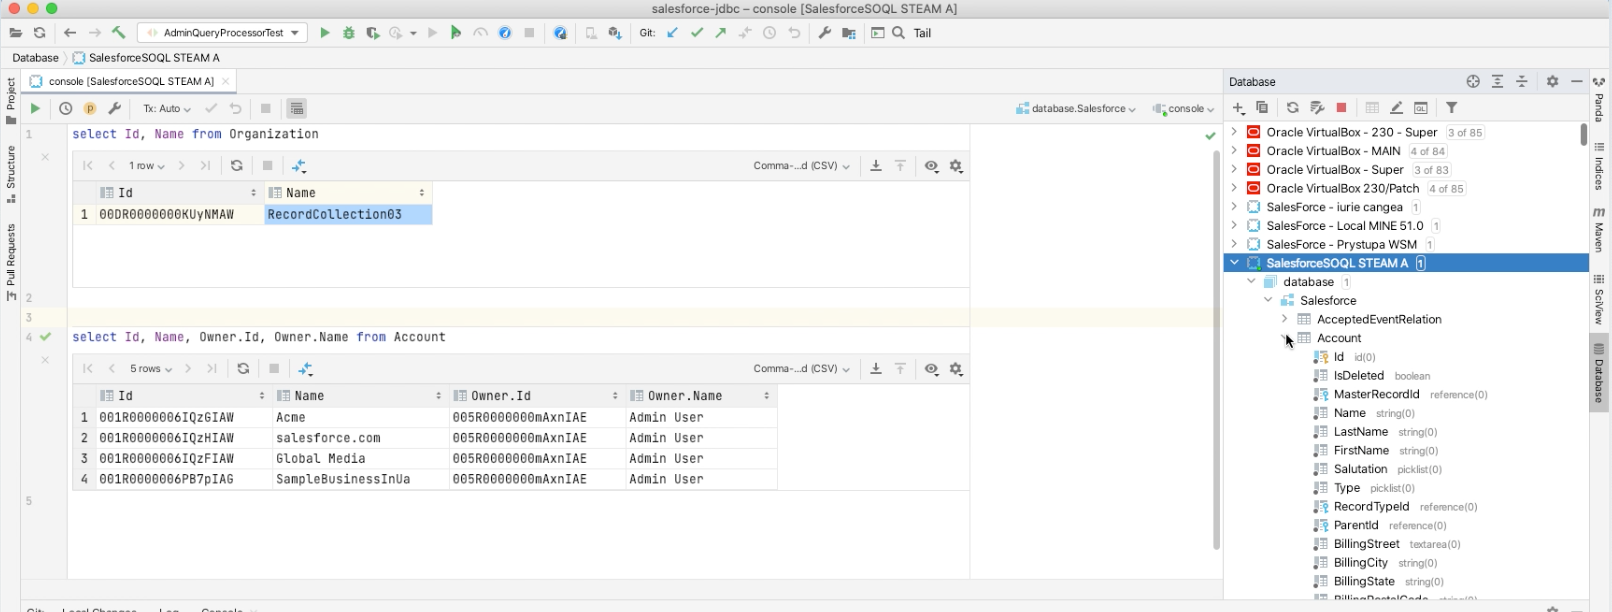 salesforce-jdbc – console [SalesforceSOQL STEAM A]
AdminQueryProcessorTest
Git:
Tail
Database
SalesforceSOQL STEAM A
console [SalesforceSOQL STEAM A]
Tx: Auto
database.Salesforce
console
Project
Structure
Pull Requests
1 select Id, Name from Organization
1 row
Comma-...d (CSV)
Id Name
1 00DR0000000KUyNMAW RecordCollection03
2
3
4 select Id, Name, Owner.Id, Owner.Name from Account
5 rows
Comma-...d (CSV)
Id Name Owner.Id Owner.Name
1 001R0000006IQzGIAW Acme 005R0000000mAxnIAE Admin User
2 001R0000006IQzHIAW salesforce.com 005R0000000mAxnIAE Admin User
3 001R0000006IQzFIAW Global Media 005R0000000mAxnIAE Admin User
4 001R0000006PB7pIAG SampleBusinessInUa 005R0000000mAxnIAE Admin User
5
Database
Oracle VirtualBox - 230 - Super 3 of 85
Oracle VirtualBox - MAIN 4 of 84
Oracle VirtualBox - Super 3 of 83
Oracle VirtualBox 230/Patch 4 of 85
SalesForce - iurie cangea 1
SalesForce - Local MINE 51.0 1
SalesForce - Prystupa WSM 1
SalesforceSOQL STEAM A 1
database 1
Salesforce
AcceptedEventRelation
Account
Id id(0)
IsDeleted boolean
MasterRecordId reference(0)
Name string(0)
LastName string(0)
FirstName string(0)
Salutation picklist(0)
Type picklist(0)
RecordTypeId reference(0)
ParentId reference(0)
BillingStreet textarea(0)
BillingCity string(0)
BillingState string(0)
BillingPostalCode string(0)
Panda
Indices
Maven
SciView
Database
Git:
Local Changes
Log
Console